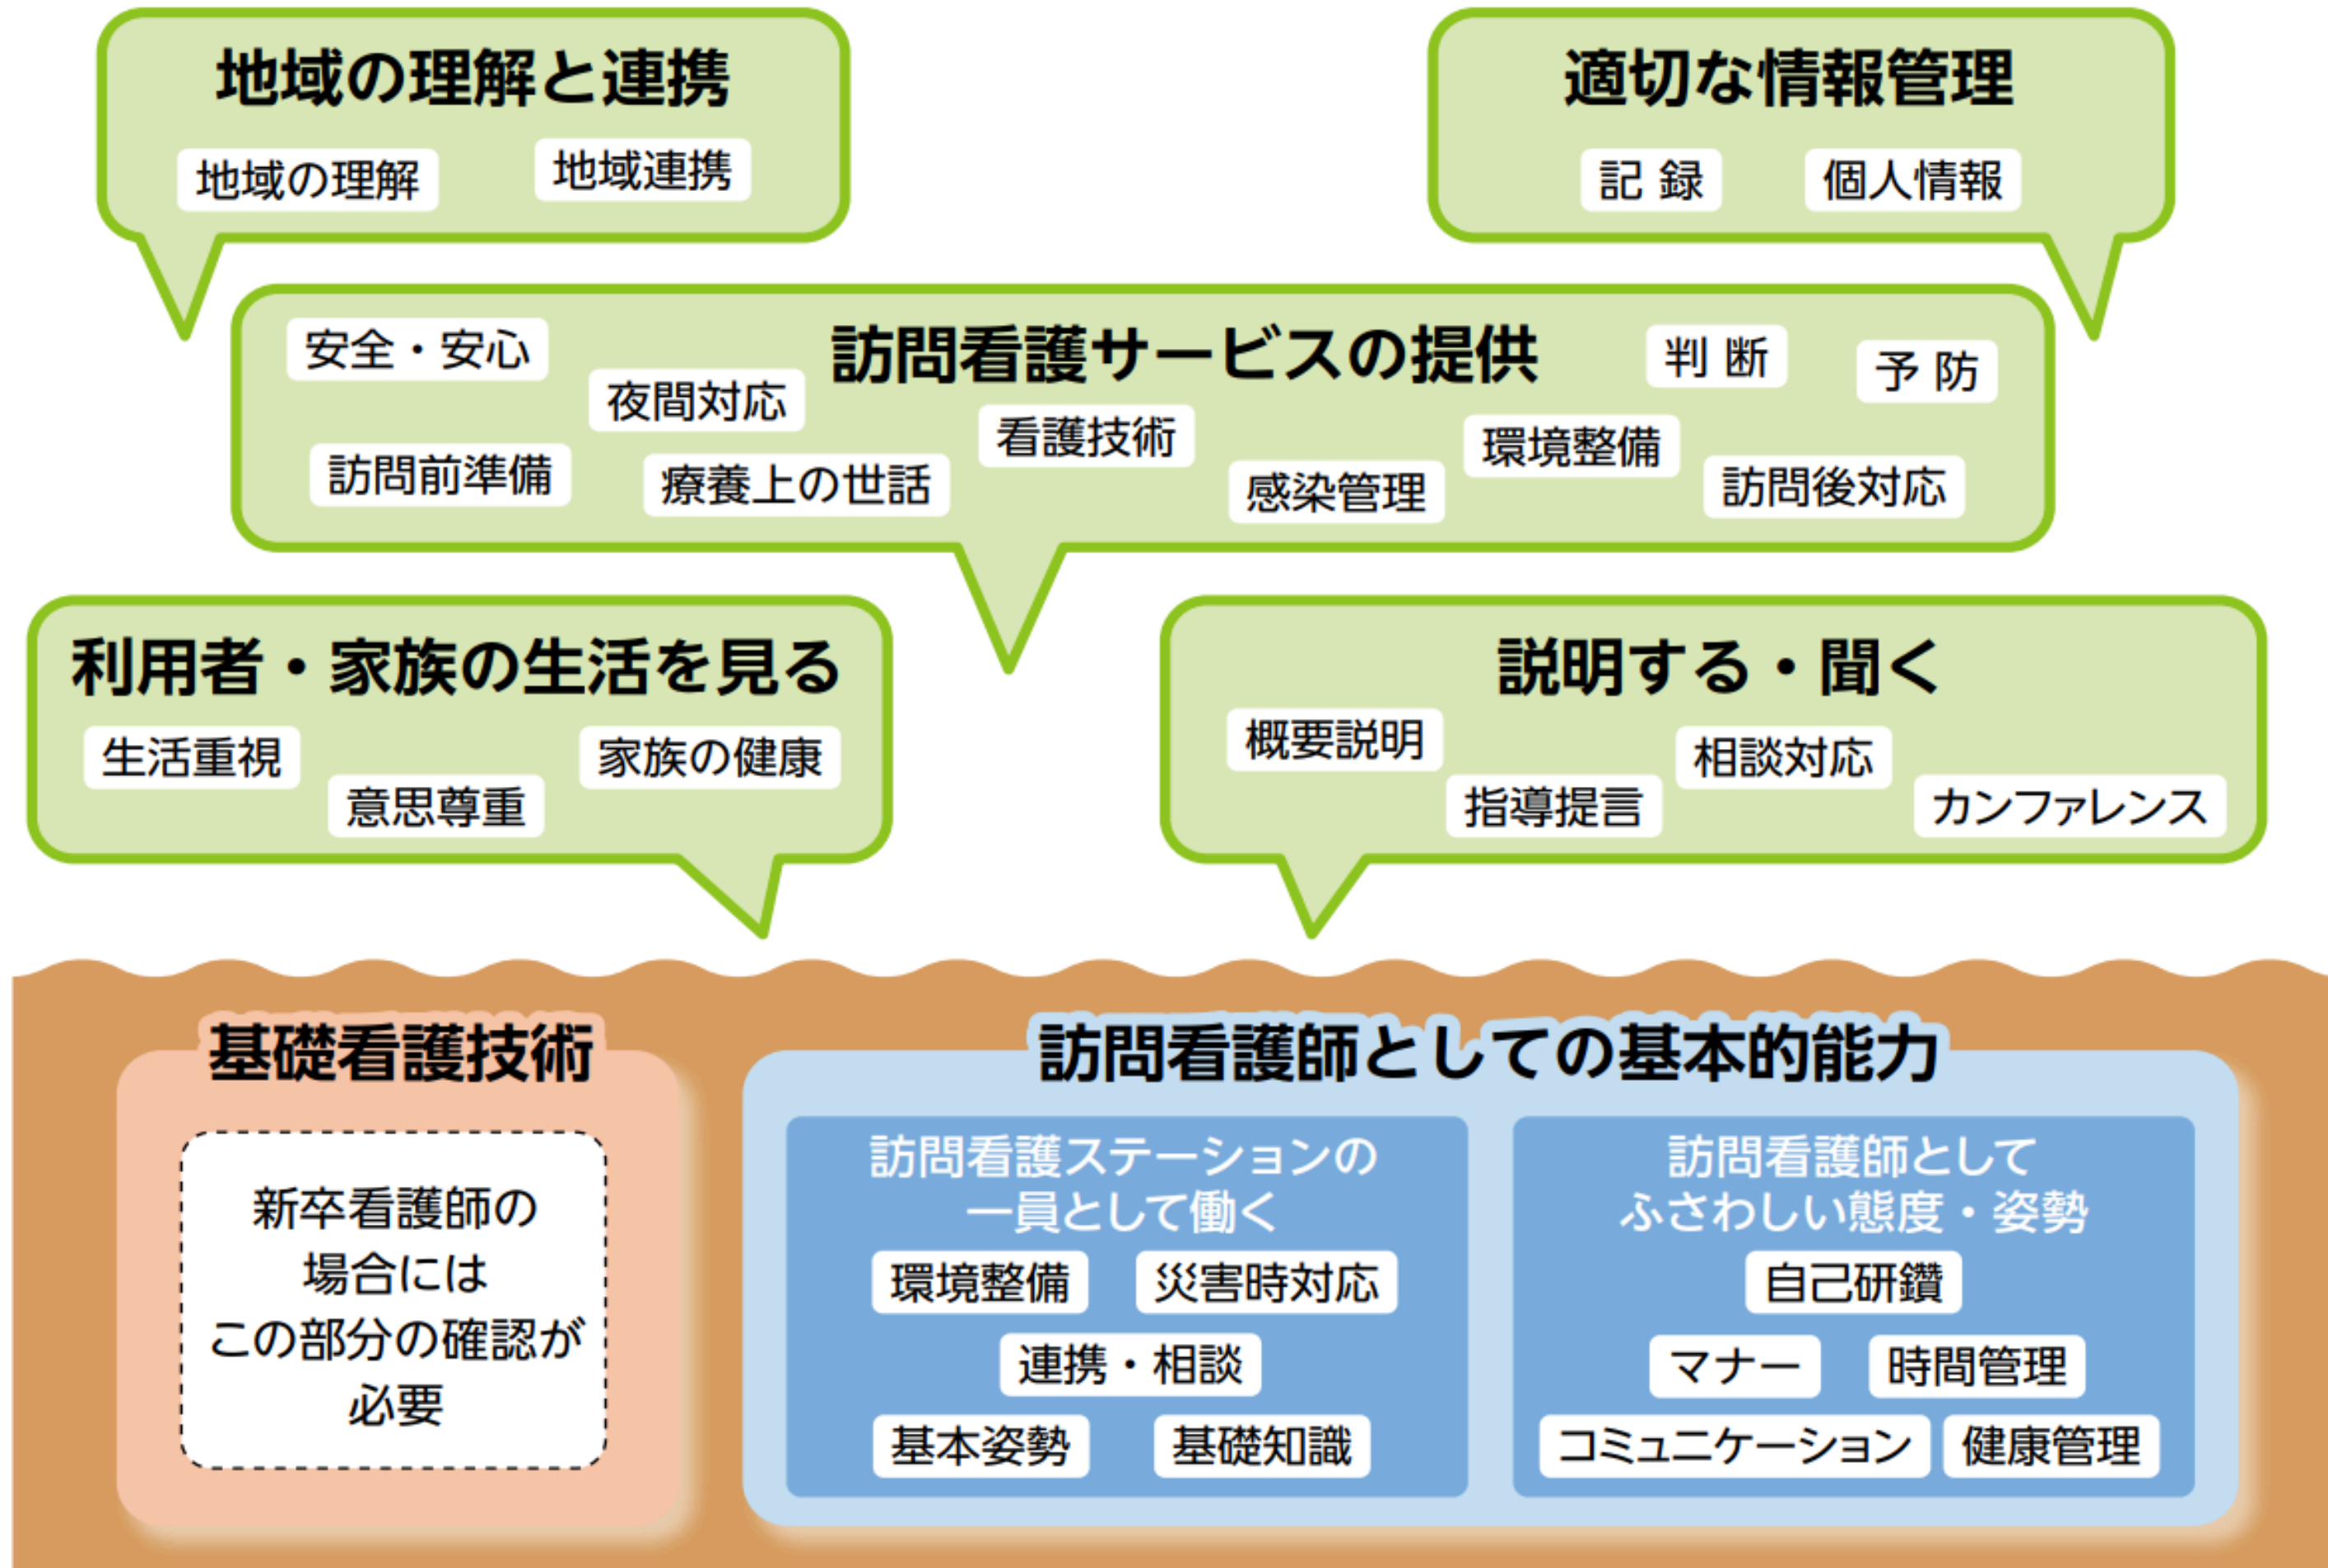 地域の理解と連携
地域の理解
地域連携
適切な情報管理
記 録
個人情報
訪問看護サービスの提供
安全・安心
夜間対応
判 断
予 防
訪問前準備
療養上の世話
看護技術
感染管理
環境整備
訪問後対応
利用者・家族の生活を見る
生活重視
意思尊重
家族の健康
説明する・聞く
概要説明
指導提言
相談対応
カンファレンス
基礎看護技術
新卒看護師の
場合には
この部分の確認が
必要
訪問看護師としての基本的能力
訪問看護ステーションの
一員として働く
環境整備
災害時対応
連携・相談
基本姿勢
基礎知識
訪問看護師として
ふさわしい態度・姿勢
自己研鑽
マナー
時間管理
コミュニケーション
健康管理